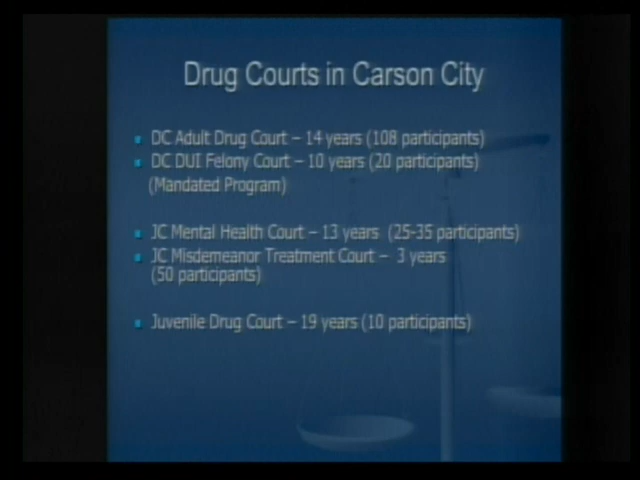 Drug Courts in Carson City
DC Adult Drug Court – 14 years (108 participants)
DC DUI Felony Court – 10 years (20 participants)
(Mandated Program)
JC Mental Health Court – 13 years (25-35 participants)
JC Misdemeanor Treatment Court – 3 years
(50 participants)
Juvenile Drug Court – 19 years (10 participants)